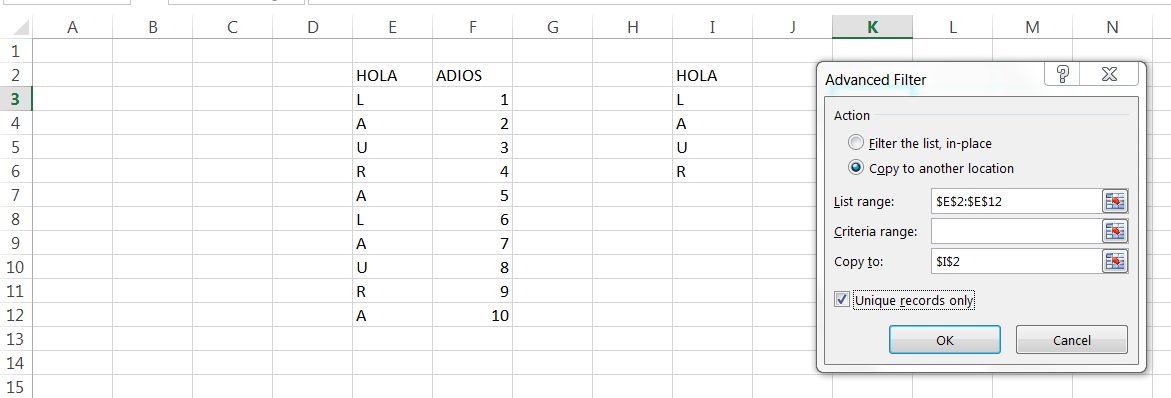 A B C D E F G H I J K L M N
1
2 HOLA ADIOS HOLA
3 L 1 L
4 A 2 A
5 U 3 U
6 R 4 R
7 A 5
8 L 6
9 A 7
10 U 8
11 R 9
12 A 10
13
14
15
Advanced Filter
Action
Filter the list, in-place
Copy to another location
List range: $E$2:$E$12
Criteria range:
Copy to: $I$2
Unique records only
OK Cancel